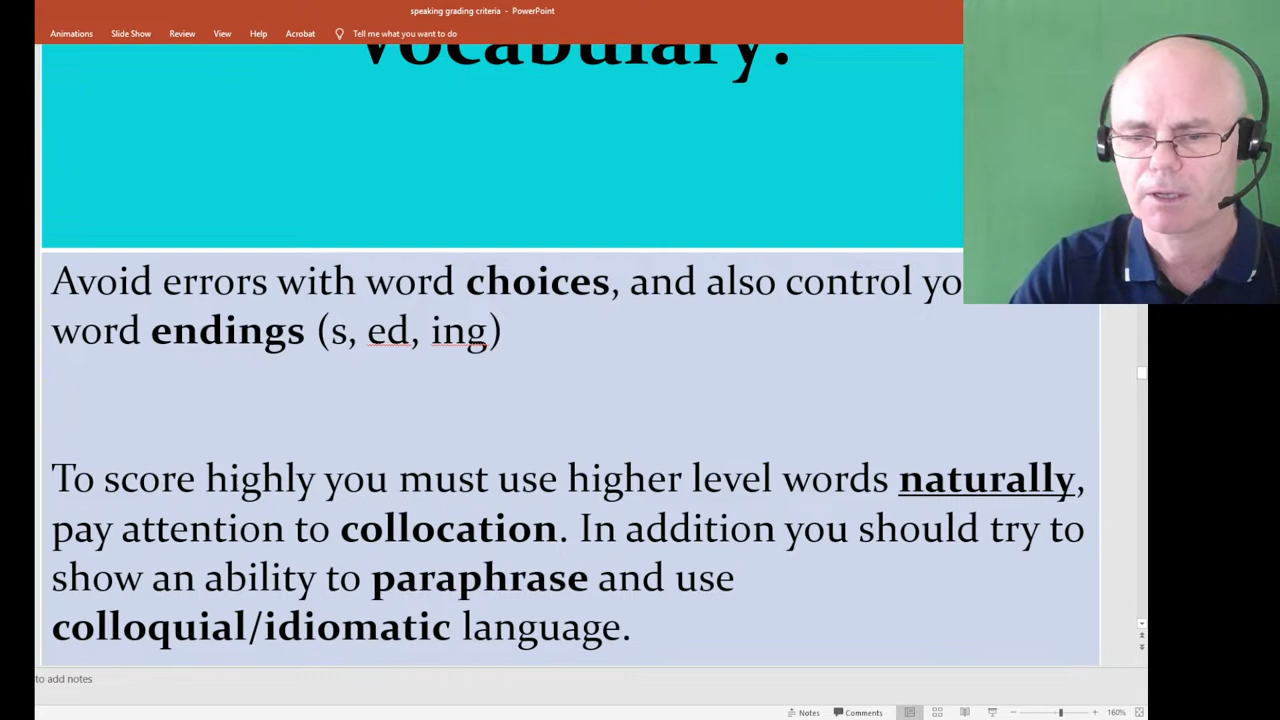 speaking grading criteria - PowerPoint
Animations Slide Show Review View Help Acrobat Tell me what you want to do
vocabulary:
Avoid errors with word choices, and also control yo
word endings (s, ed, ing)
To score highly you must use higher level words naturally,
pay attention to collocation. In addition you should try to
show an ability to paraphrase and use
colloquial/idiomatic language.
to add notes
Notes Comments 160%